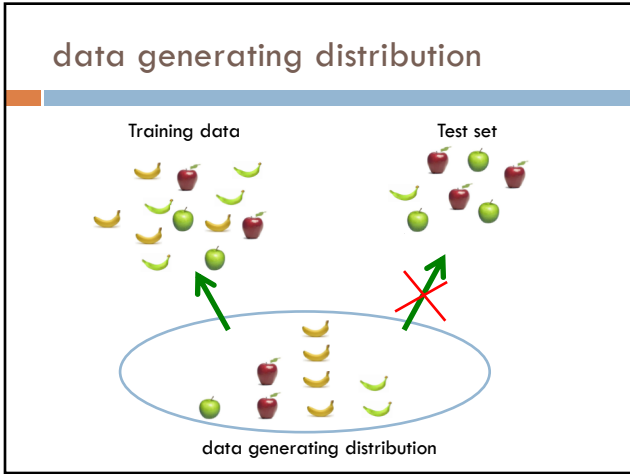 data generating distribution
Training data
Test set
data generating distribution